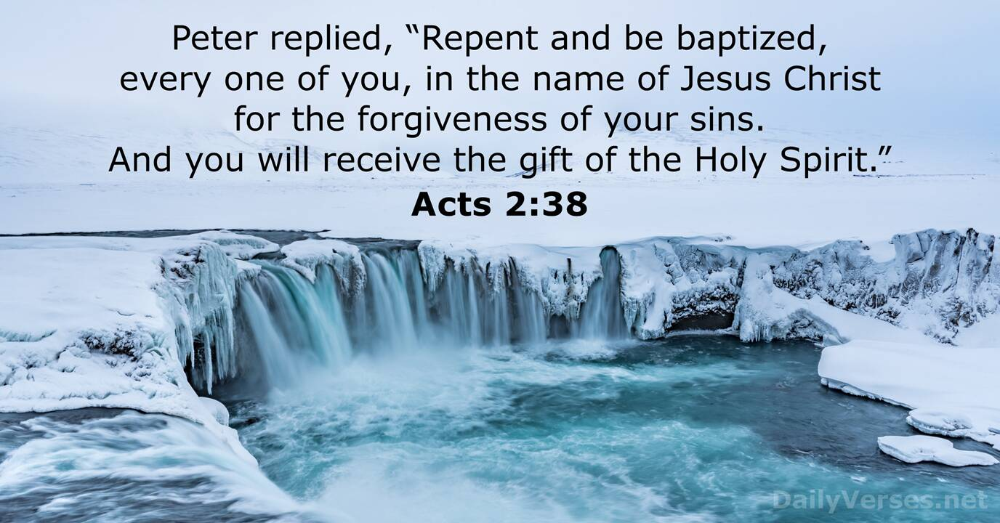 Peter replied, “Repent and be baptized,
every one of you, in the name of Jesus Christ
for the forgiveness of your sins.
And you will receive the gift of the Holy Spirit.”
Acts 2:38
DailyVerses.net